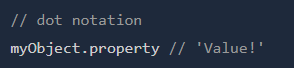 // dot notation
myObject.property // 'Value!'